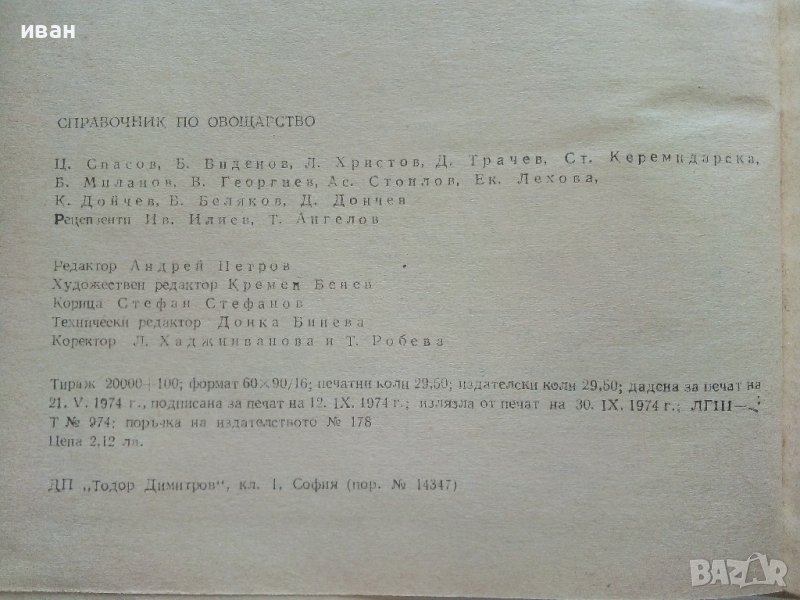 иван
СПРАВОЧНИК ПО ОВОЩАРСТВО
Ц. Спасов, Б. Виденов, Л. Христов, Д. Трачев, Ст. Керемидарска,
Б. Миланов, В. Георгиев, Ас. Стоилов, Ек. Лехова,
К. Дойчев, Б. Беляков, Д. Дончев
Рецензенти Ив. Илиев, Т. Ангелов
Редактор Андрей Петров
Художествен редактор Кремен Бенев
Корица Стефан Стефанов
Технически редактор Донка Бинева
Коректор Л. Хаджииванова и Т. Робева
Тираж 20000+100; формат 60×90/16; печатни коли 29,50; издателски коли 29,50; дадена за печат на
21. V. 1974 г., подписана за печат на 12. IX. 1974 г.; излязла от печат на 30. IX. 1974 г.; ЛГIII—
Т № 974; поръчка на издателството № 178
Цена 2,12 лв.
ДП „Тодор Димитров“, кл. 1, София (пор. № 14347)
BAZAR